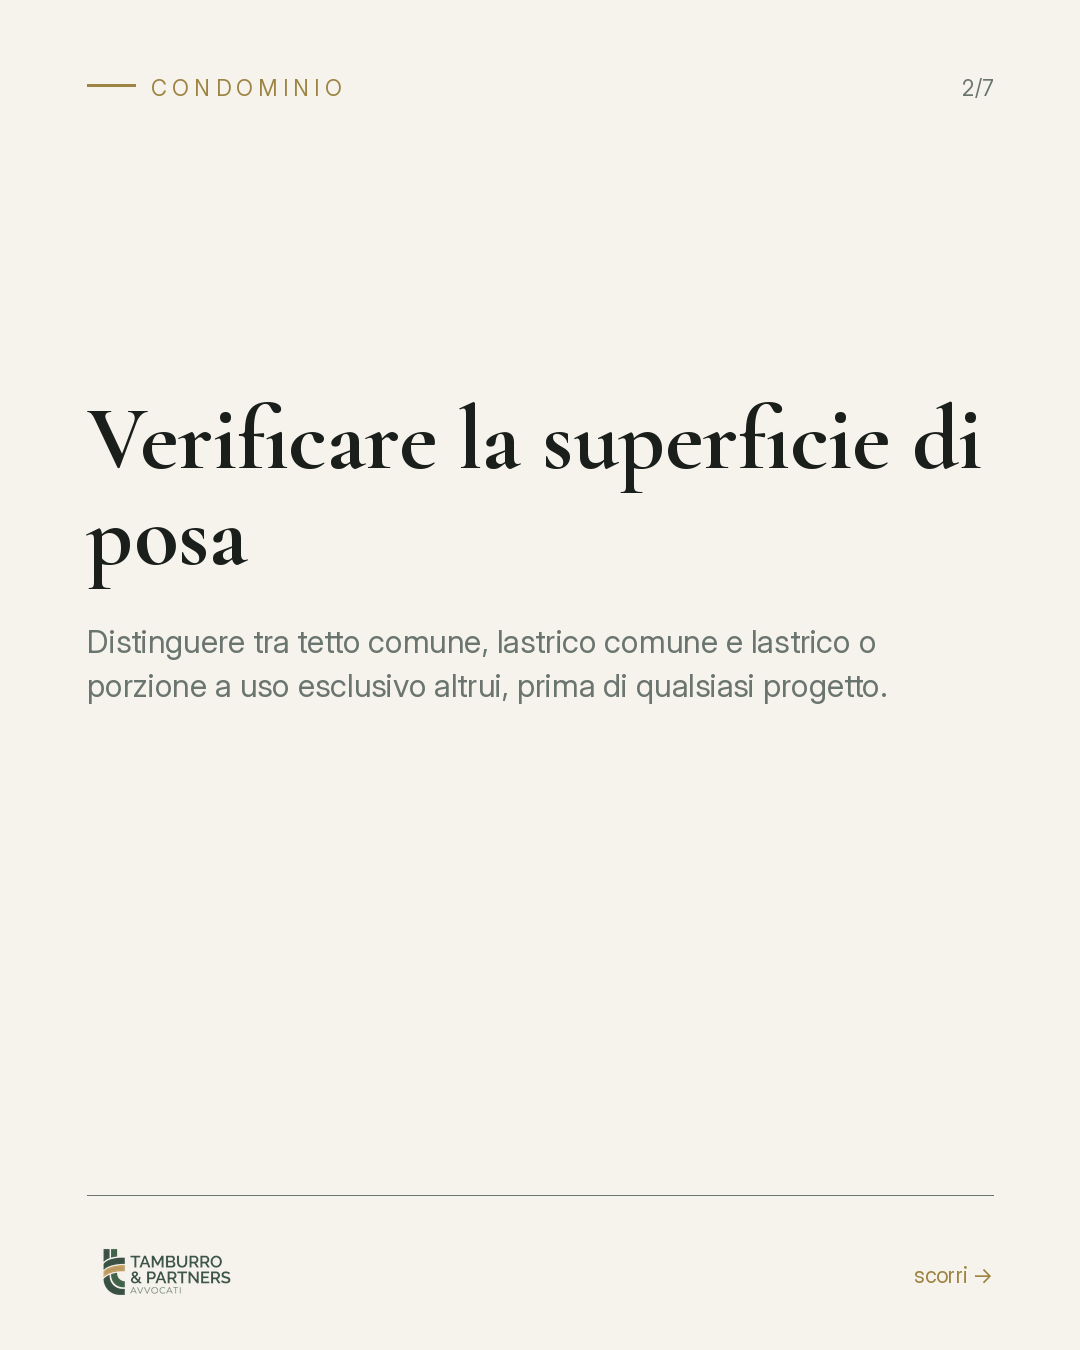 CONDOMINIO
2/7
Verificare la superficie di
posa
Distinguere tra tetto comune, lastrico comune e lastrico o
porzione a uso esclusivo altrui, prima di qualsiasi progetto.
TAMBURRO
& PARTNERS
AVVOCATI
scorri →